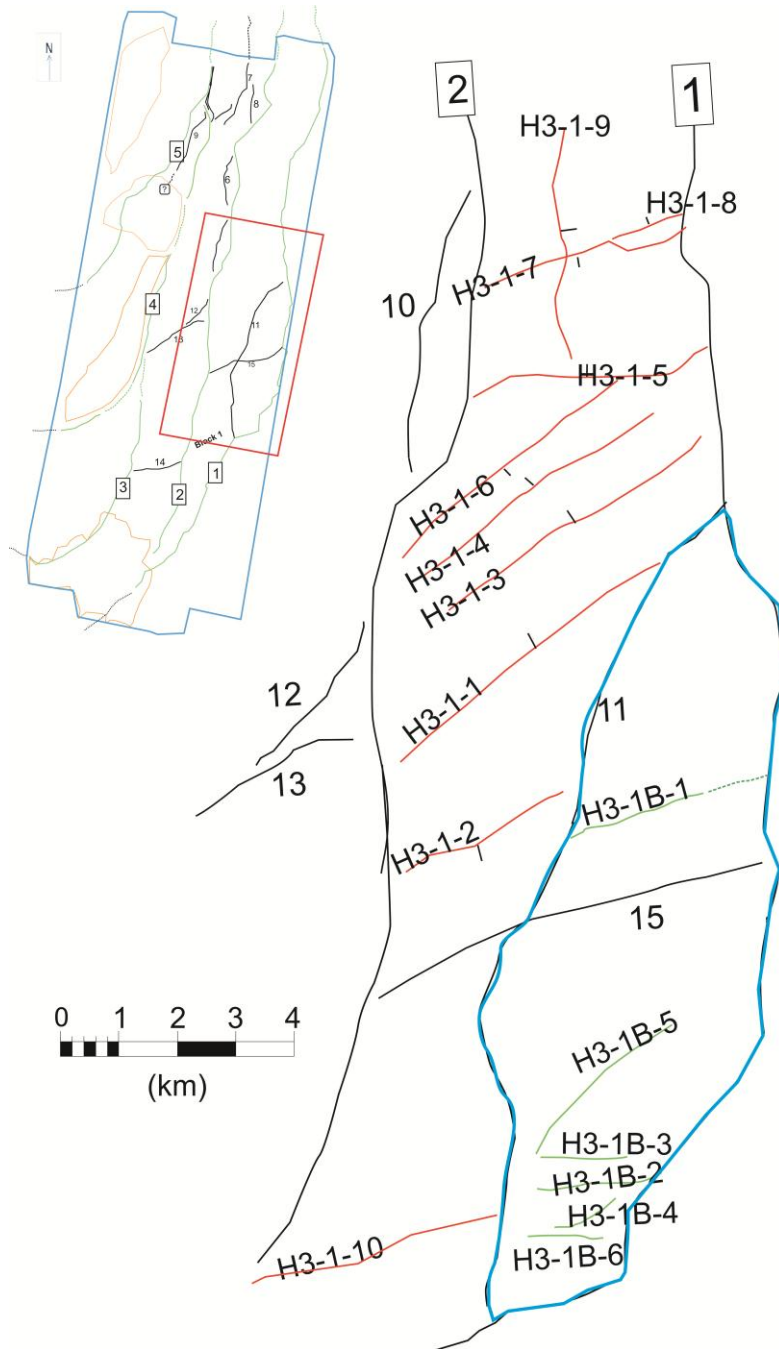 N
7
8
9
5
?
6
4
12
11
13
15
Block 1
14
1
3
2
2
1
H3-1-9
H3-1-8
H3-1-7
10
H3-1-5
H3-1-6
H3-1-4
H3-1-3
12
H3-1-1
11
13
H3-1B-1
H3-1-2
15
0 1 2 3 4
(km)
H3-1B-5
H3-1B-3
H3-1B-2
H3-1B-4
H3-1-10
H3-1B-6